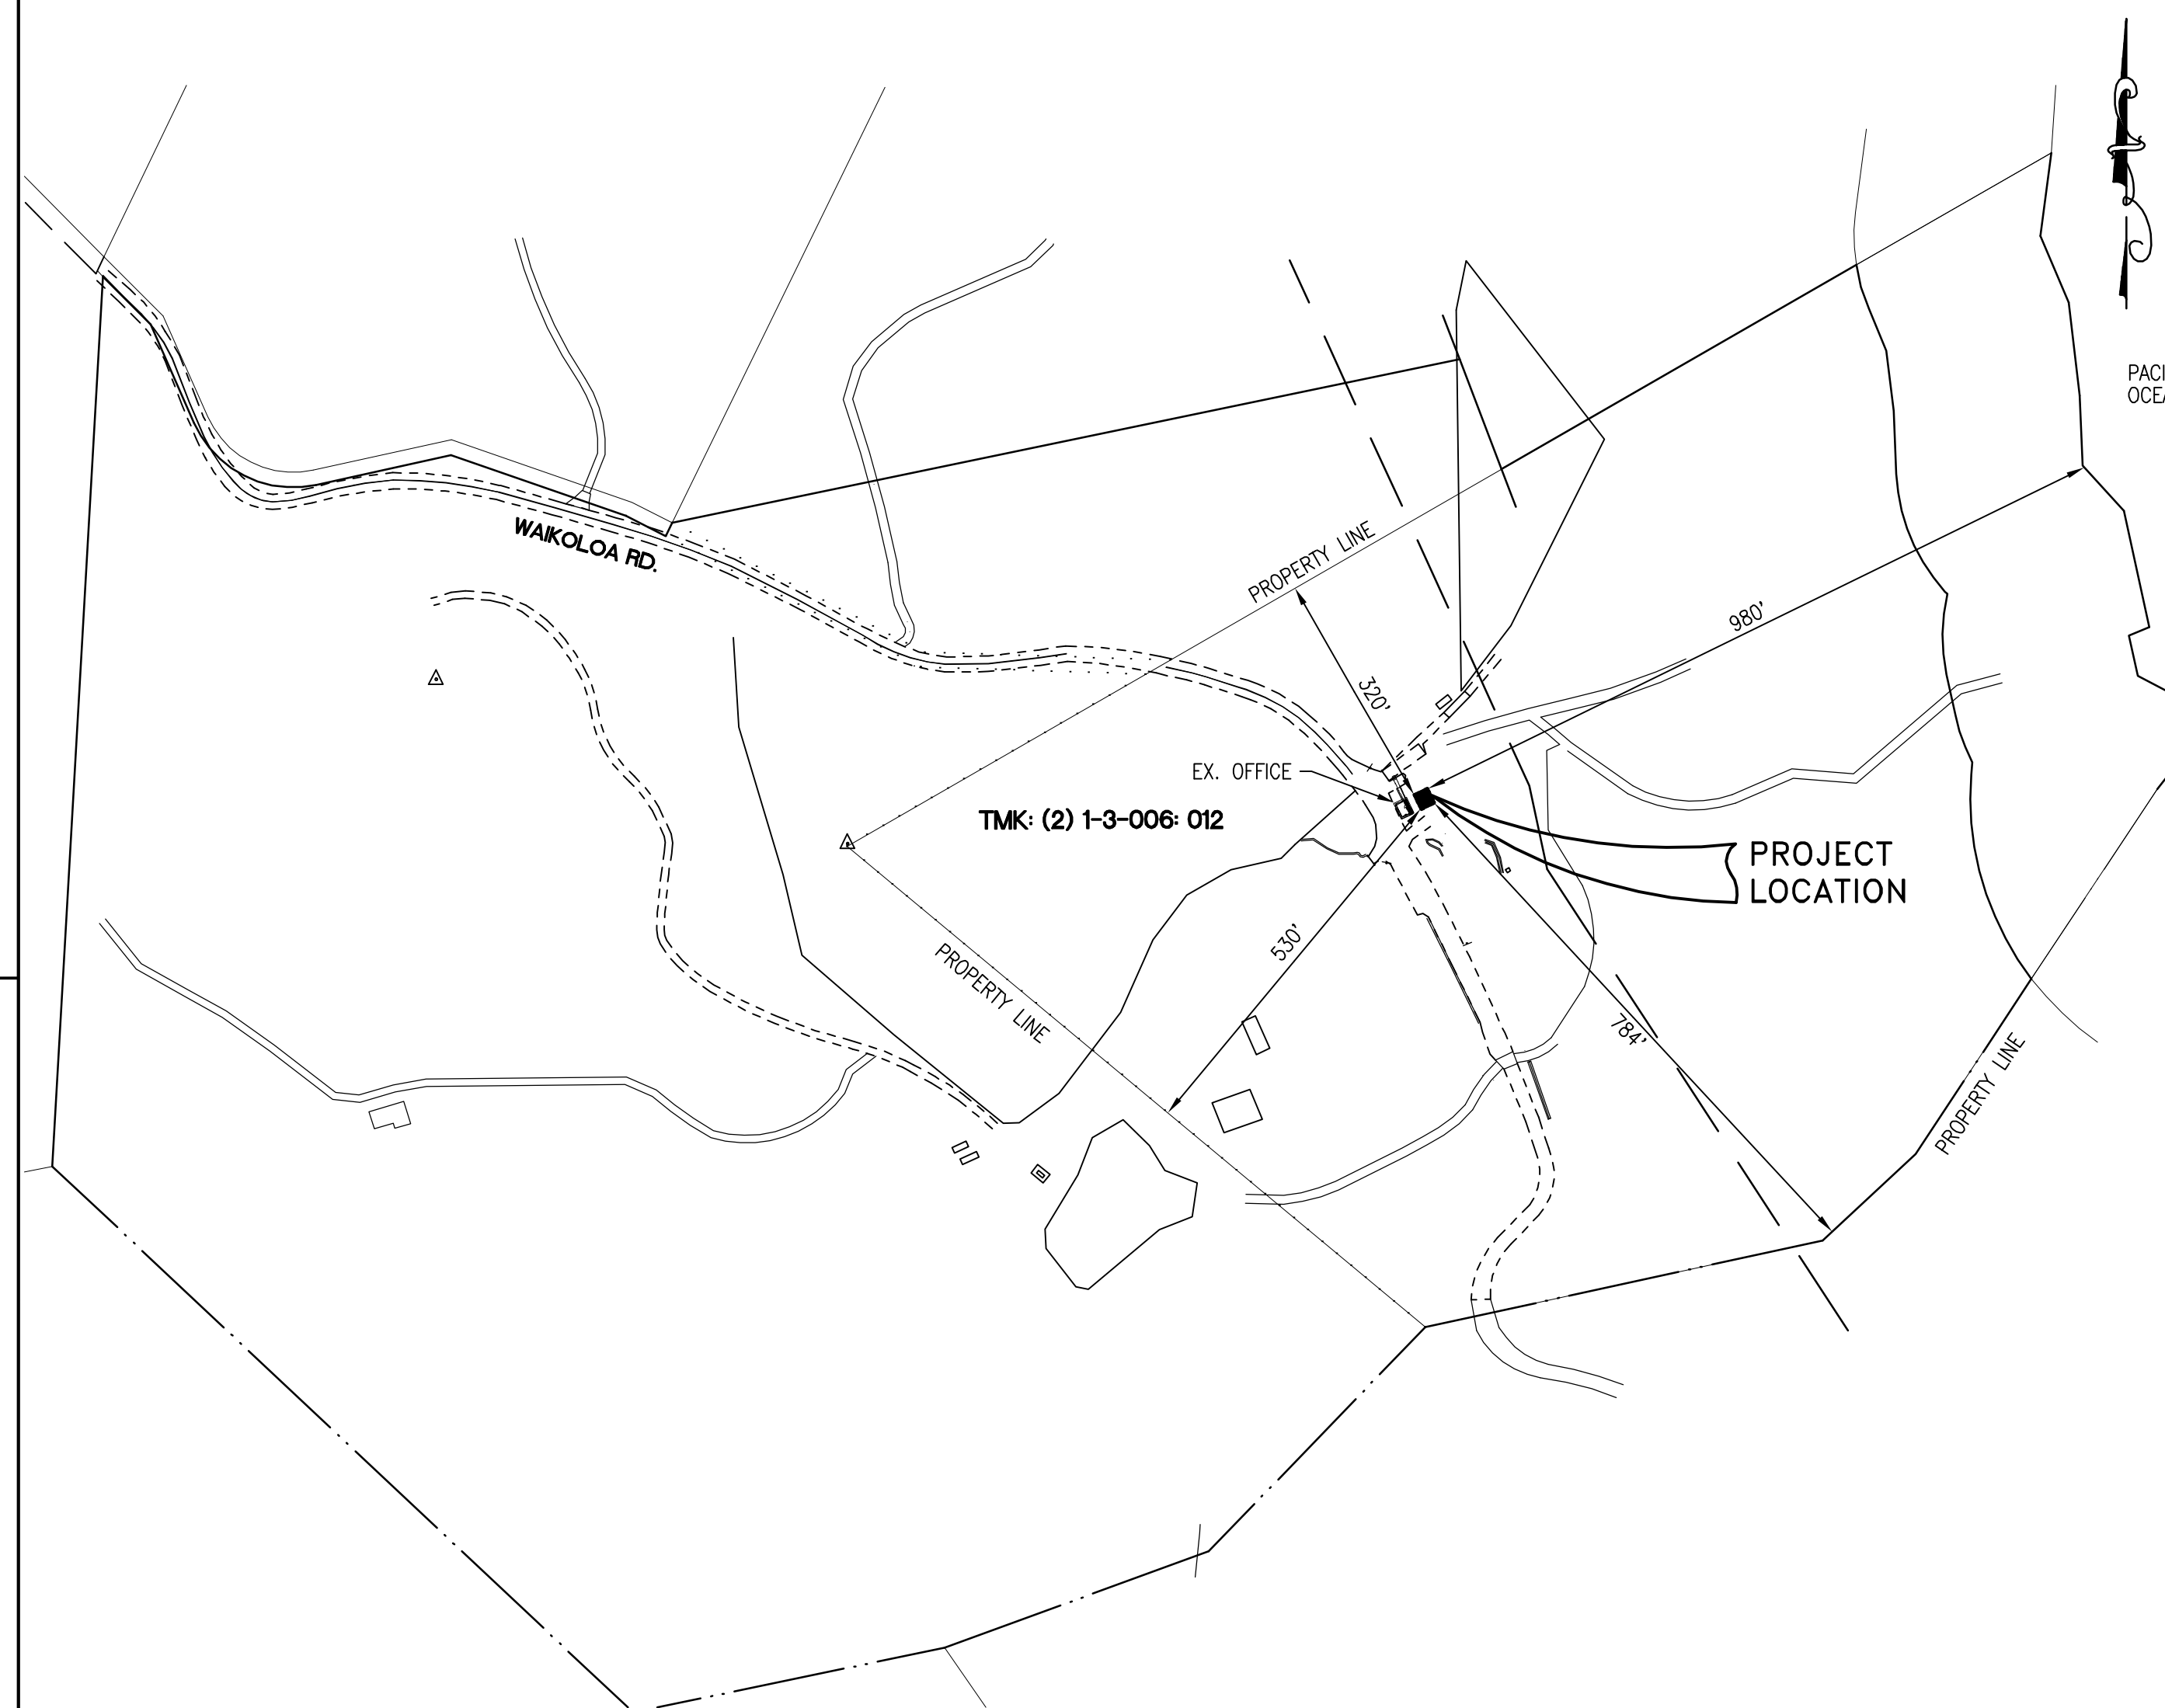 WAIKOLOA RD.
PROPERTY LINE
980'
320'
EX. OFFICE
TMK: (2) 1-3-006: 012
PROJECT
LOCATION
530'
PROPERTY LINE
784'
PROPERTY LINE